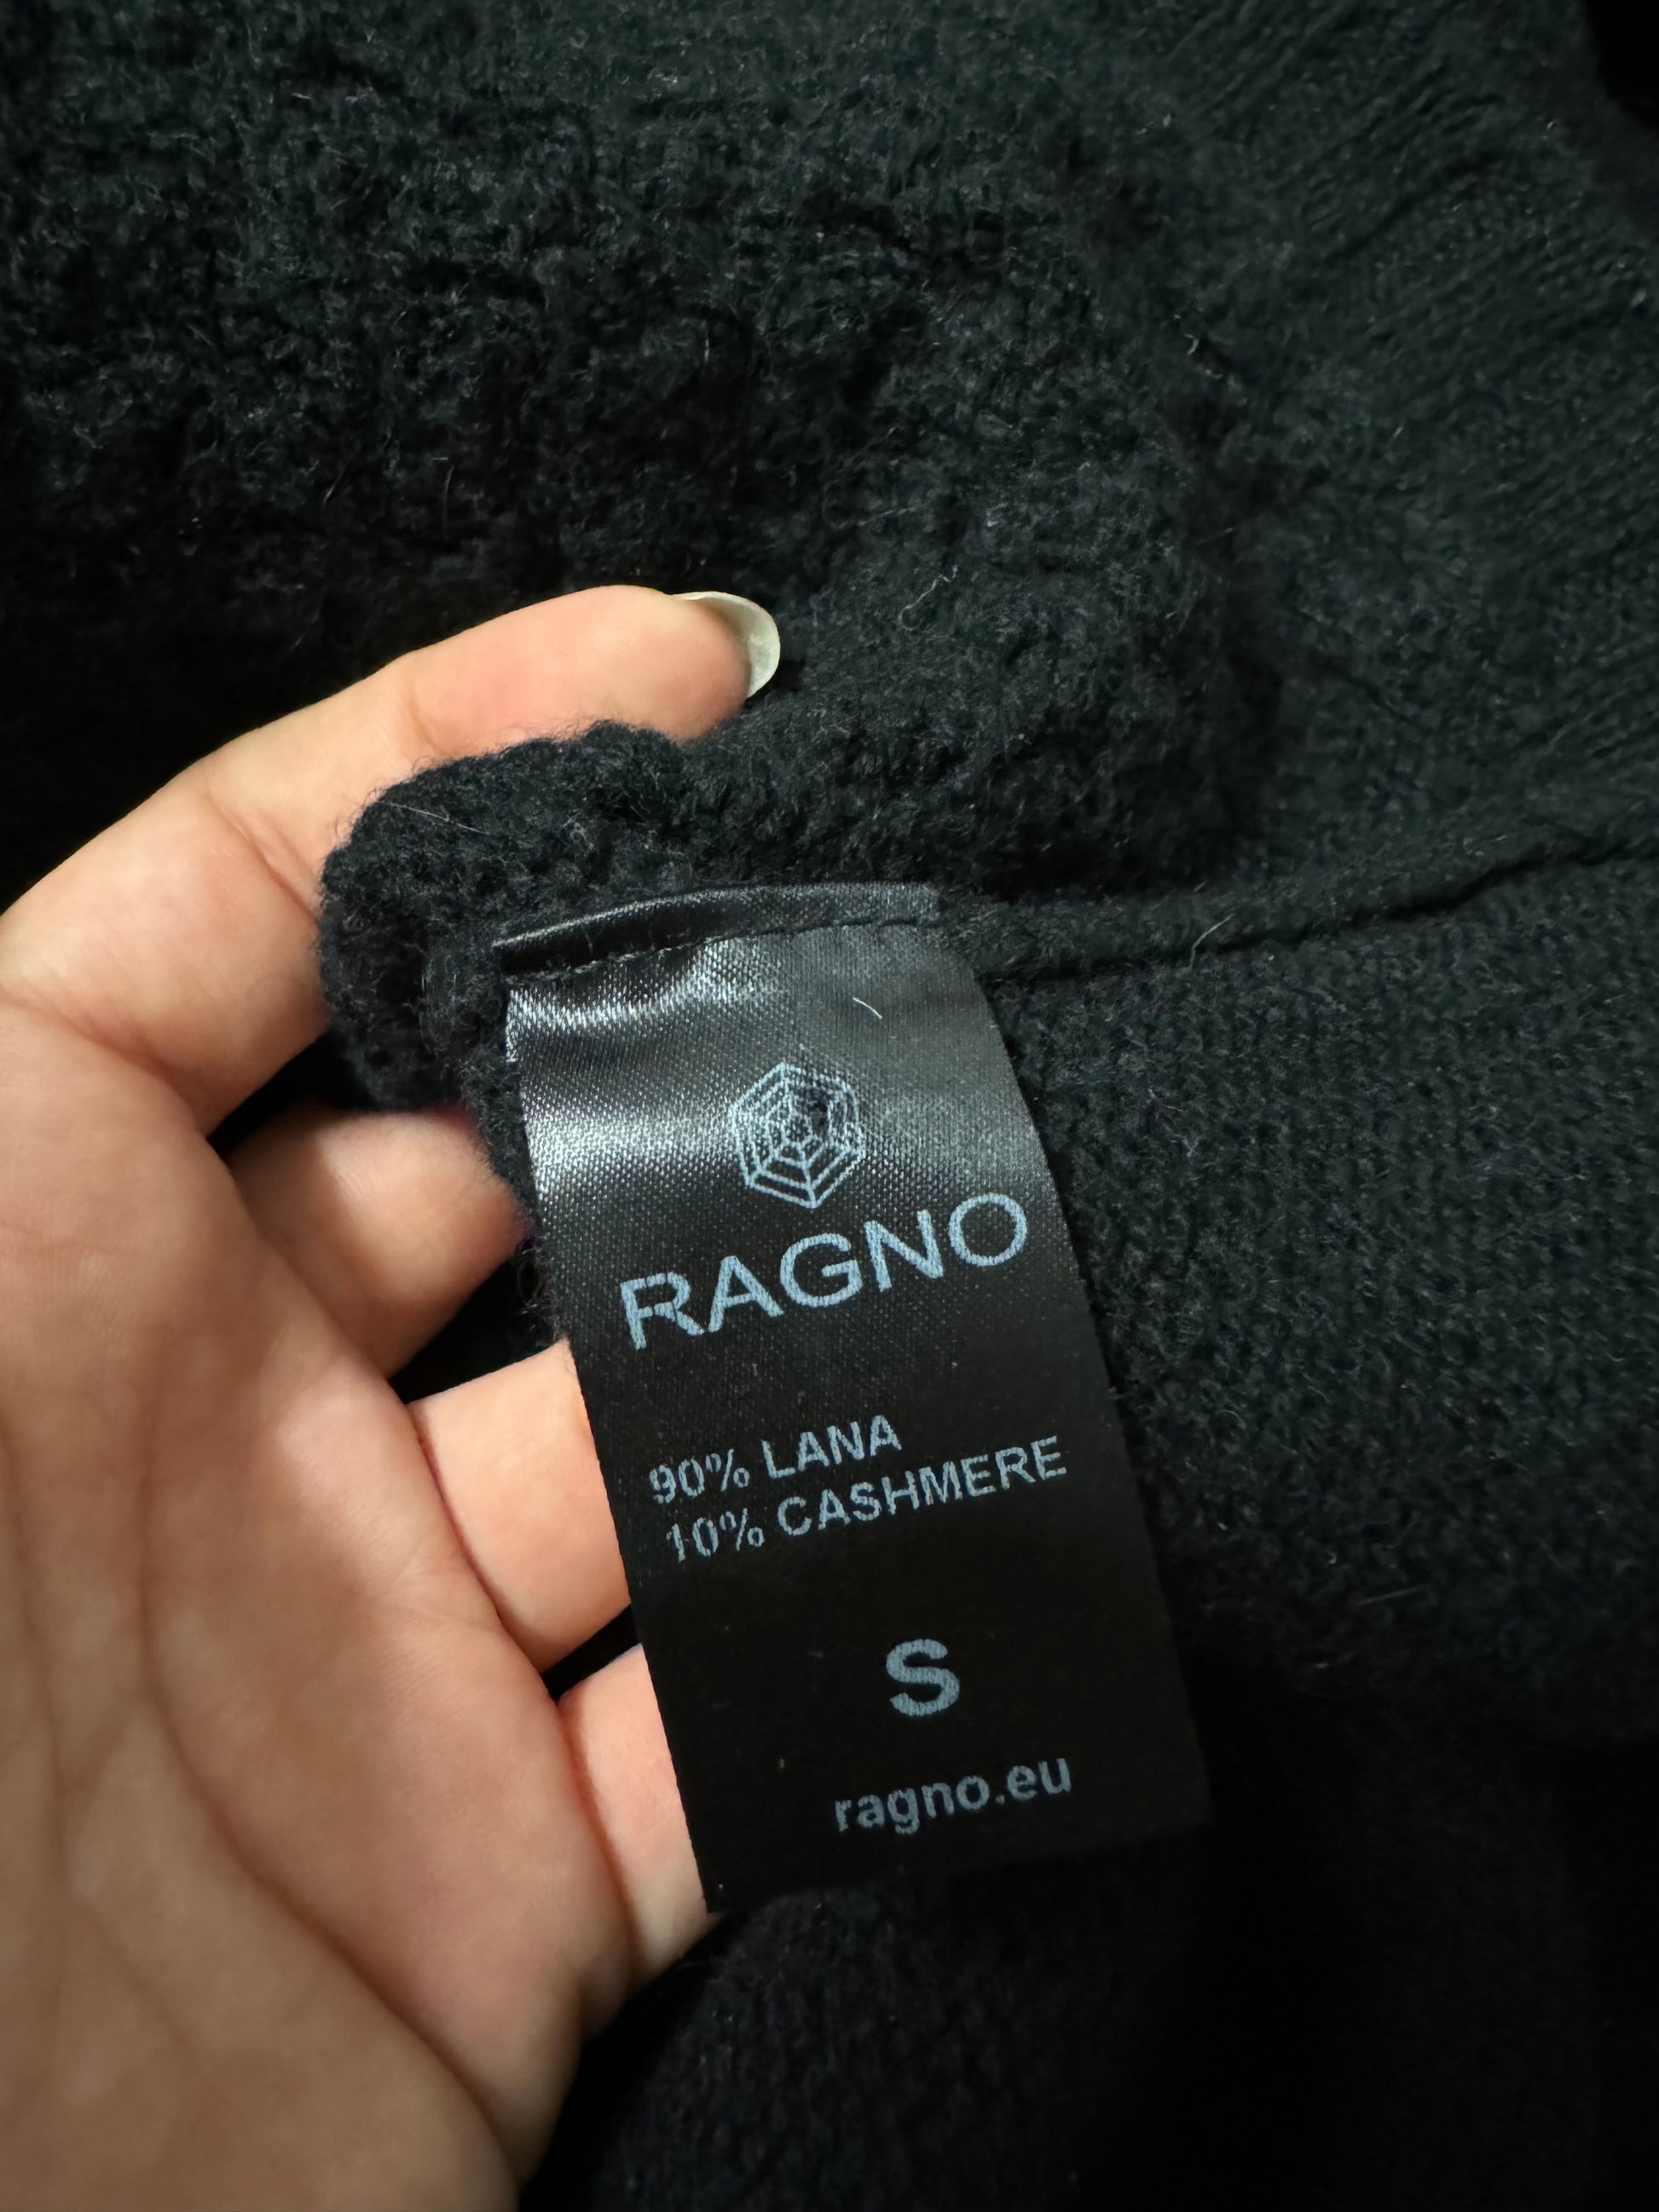 RAGNO
90% LANA
10% CASHMERE
S
ragno.eu